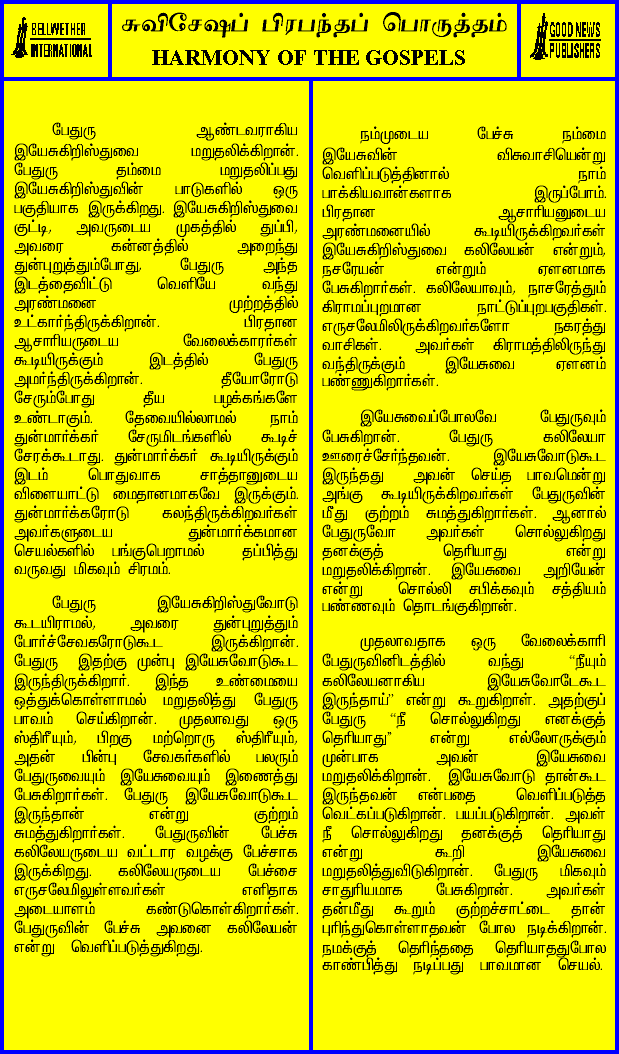 BELLWETHER
INTERNATIONAL
சுவிசேஷப் பிரபந்தப் பொருத்தம்
HARMONY OF THE GOSPELS
GOOD NEWS
PUBLISHERS
பேதுரு ஆண்டவராகிய
இயேசுகிறிஸ்துவை மறுதலிக்கிறான்.
பேதுரு தம்மை மறுதலிப்பது
இயேசுகிறிஸ்துவின் பாடுகளில் ஒரு
பகுதியாக இருக்கிறது. இயேசுகிறிஸ்துவை
குட்டி, அவருடைய முகத்தில் துப்பி,
அவரை கன்னத்தில் அறைந்து
துன்புறுத்தும்போது, பேதுரு அந்த
இடத்தைவிட்டு வெளியே வந்து
அரண்மனை முற்றத்தில்
உட்கார்ந்திருக்கிறான். பிரதான
ஆசாரியருடைய வேலைக்காரர்கள்
கூடியிருக்கும் இடத்தில் பேதுரு
அமர்ந்திருக்கிறான். தீயோரோடு
சேரும்போது தீய பழக்கங்களே
உண்டாகும். தேவையில்லாமல் நாம்
துன்மார்க்கர் சேருமிடங்களில் கூடிச்
சேரக்கூடாது. துன்மார்க்கர் கூடியிருக்கும்
இடம் பொதுவாக சாத்தானுடைய
விளையாட்டு மைதானமாகவே இருக்கும்.
துன்மார்க்கரோடு கலந்திருக்கிறவர்கள்
அவர்களுடைய துன்மார்க்கமான
செயல்களில் பங்குபெறாமல் தப்பித்து
வருவது மிகவும் சிரமம்.
பேதுரு இயேசுகிறிஸ்துவோடு
கூடயிராமல், அவரை துன்புறுத்தும்
போர்ச்சேவகரோடுகூட இருக்கிறான்.
பேதுரு இதற்கு முன்பு இயேசுவோடுகூட
இருந்திருக்கிறார். இந்த உண்மையை
ஒத்துக்கொள்ளாமல் மறுதலித்து பேதுரு
பாவம் செய்கிறான். முதலாவது ஒரு
ஸ்திரீயும், பிறகு மற்றொரு ஸ்திரீயும்,
அதன் பின்பு சேவகர்களில் பலரும்
பேதுருவையும் இயேசுவையும் இணைத்து
பேசுகிறார்கள். பேதுரு இயேசுவோடுகூட
இருந்தான் என்று குற்றம்
சுமத்துகிறார்கள். பேதுருவின் பேச்சு
கலிலேயருடைய வட்டார வழக்கு பேச்சாக
இருக்கிறது. கலிலேயருடைய பேச்சை
எருசலேமிலுள்ளவர்கள் எளிதாக
அடையாளம் கண்டுகொள்கிறார்கள்.
பேதுருவின் பேச்சு அவனை கலிலேயன்
என்று வெளிப்படுத்துகிறது.
நம்முடைய பேச்சு நம்மை
இயேசுவின் விசுவாசியென்று
வெளிப்படுத்தினால் நாம்
பாக்கியவான்களாக இருப்போம்.
பிரதான ஆசாரியனுடைய
அரண்மனையில் கூடியிருக்கிறவர்கள்
இயேசுகிறிஸ்துவை கலிலேயன் என்றும்,
நசரேயன் என்றும் ஏளனமாக
பேசுகிறார்கள். கலிலேயாவும், நாசரேத்தும்
கிராமப்புறமான நாட்டுப்புறபகுதிகள்.
எருசலேமிலிருக்கிறவர்களோ நகரத்து
வாசிகள். அவர்கள் கிராமத்திலிருந்து
வந்திருக்கும் இயேசுவை ஏளனம்
பண்ணுகிறார்கள்.
இயேசுவைப்போலவே பேதுருவும்
பேசுகிறான். பேதுரு கலிலேயா
ஊரைச்சேர்ந்தவன். இயேசுவோடுகூட
இருந்தது அவன் செய்த பாவமென்று
அங்கு கூடியிருக்கிறவர்கள் பேதுருவின்
மீது குற்றம் சுமத்துகிறார்கள். ஆனால்
பேதுருவோ அவர்கள் சொல்லுகிறது
தனக்குத் தெரியாது என்று
மறுதலிக்கிறான். இயேசுவை அறியேன்
என்று சொல்லி சபிக்கவும் சத்தியம்
பண்ணவும் தொடங்குகிறான்.
முதலாவதாக ஒரு வேலைக்காரி
பேதுருவினிடத்தில் வந்து “நீயும்
கலிலேயனாகிய இயேசுவோடேகூட
இருந்தாய்” என்று கூறுகிறாள். அதற்குப்
பேதுரு “நீ சொல்லுகிறது எனக்குத்
தெரியாது” என்று எல்லோருக்கும்
முன்பாக அவன் இயேசுவை
மறுதலிக்கிறான். இயேசுவோடு தான்கூட
இருந்தவன் என்பதை வெளிப்படுத்த
வெட்கப்படுகிறான். பயப்படுகிறான். அவள்
நீ சொல்லுகிறது தனக்குத் தெரியாது
என்று கூறி இயேசுவை
மறுதலித்துவிடுகிறான். பேதுரு மிகவும்
சாதுரியமாக பேசுகிறான். அவர்கள்
தன்மீது கூறும் குற்றச்சாட்டை தான்
புரிந்துகொள்ளாதவன் போல நடிக்கிறான்.
நமக்குத் தெரிந்ததை தெரியாததுபோல
காண்பித்து நடிப்பது பாவமான செயல்.